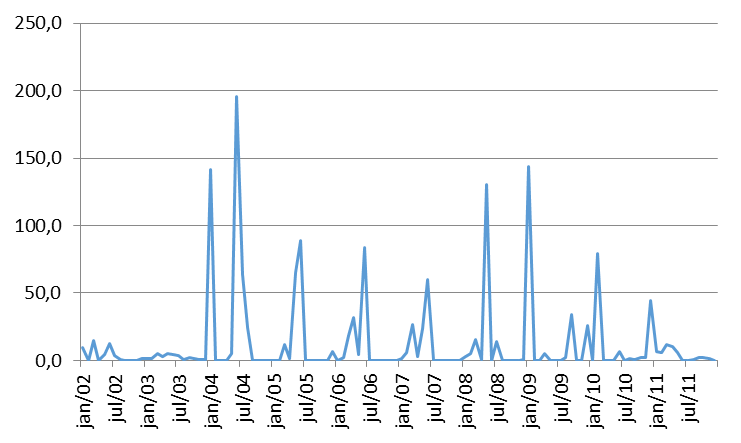 250,0
200,0
150,0
100,0
50,0
0,0
jan/02
jul/02
jan/03
jul/03
jan/04
jul/04
jan/05
jul/05
jan/06
jul/06
jan/07
jul/07
jan/08
jul/08
jan/09
jul/09
jan/10
jul/10
jan/11
jul/11